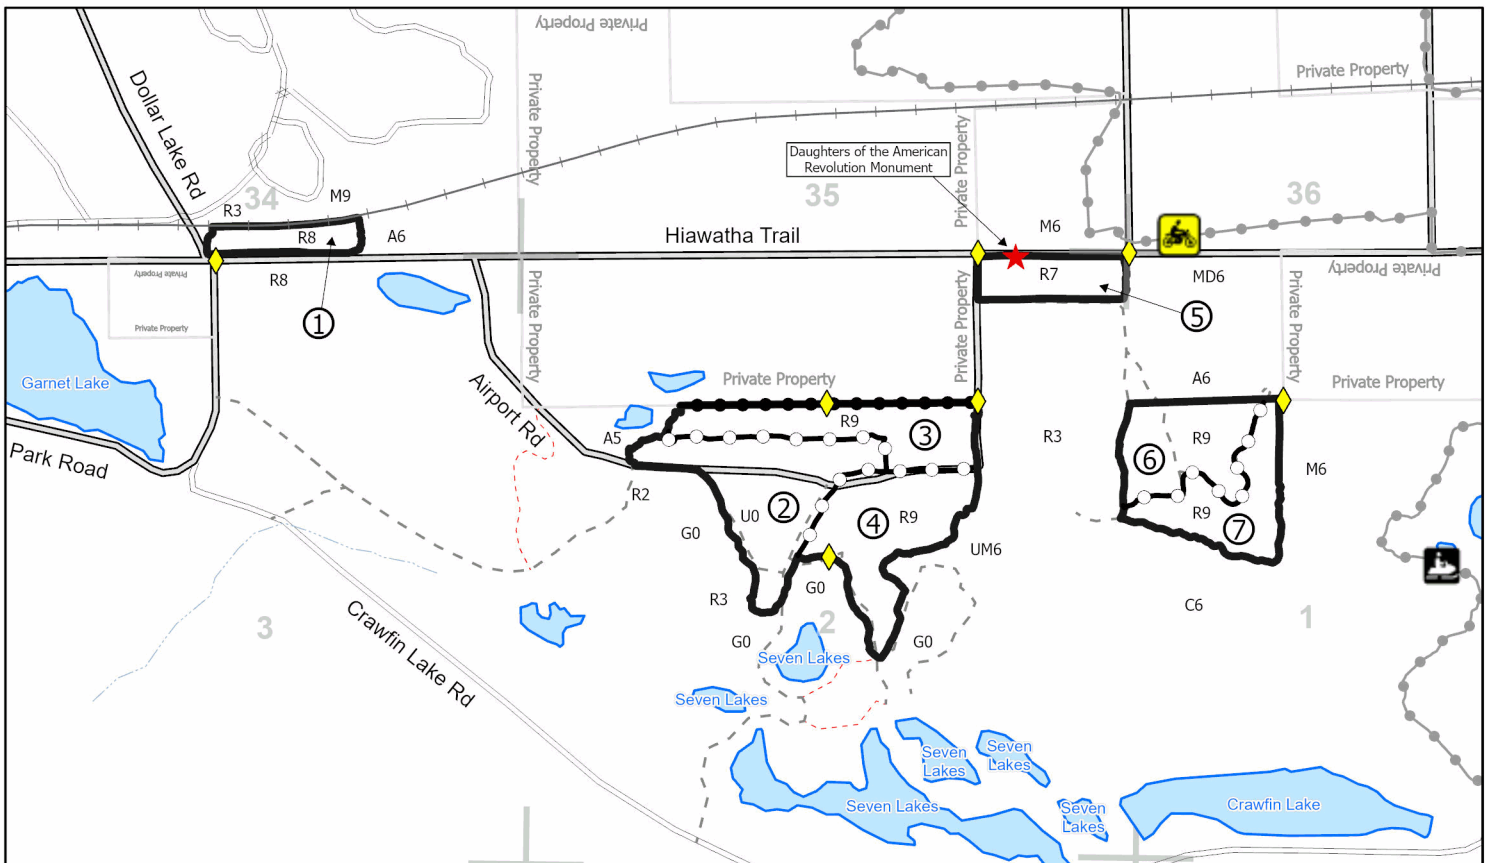 Private Property
Private Property
Dollar Lake Rd
Private Property
Daughters of the American
Revolution Monument
Private Property
34
35
36
M9
R3
R8
A6
M6
Hiawatha Trail
R8
R7
MD6
Private Property
Private Property
Private Property
1
5
Private Property
Private Property
Private Property
Private Property
Garnet Lake
Private Property
A6
Private Property
Airport Rd
R9
A5
3
R3
R9
6
M6
Park Road
R2
U0
2
4
R9
R9
7
G0
UM6
R3
G0
C6
3
2
1
Crawfin Lake Rd
G0
G0
Seven Lakes
Seven Lakes
Seven
Lakes
Seven
Lakes
Seven Lakes
Seven
Lakes
Crawfin Lake